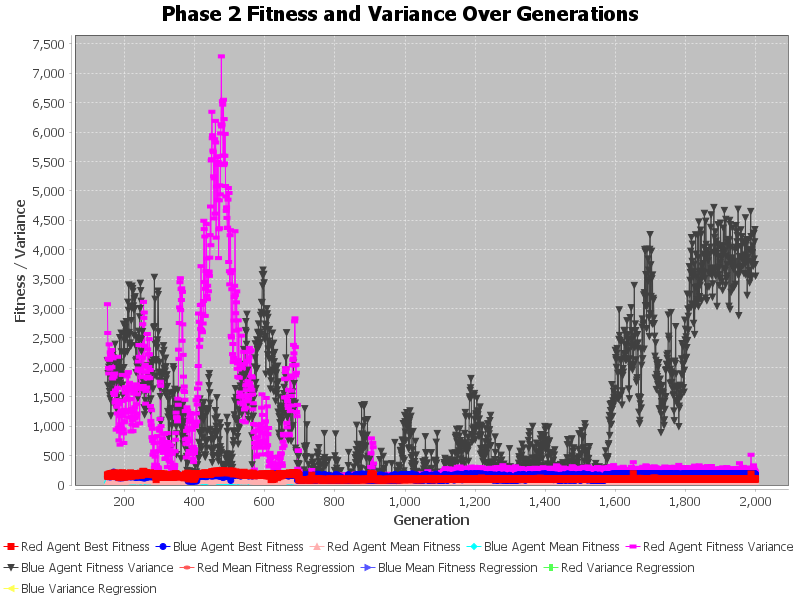 Phase 2 Fitness and Variance Over Generations
7,500
7,000
6,500
6,000
5,500
5,000
4,500
4,000
3,500
3,000
2,500
2,000
1,500
1,000
500
0
Fitness / Variance
200 400 600 800 1,000 1,200 1,400 1,600 1,800 2,000
Generation
Red Agent Best Fitness Blue Agent Best Fitness Red Agent Mean Fitness Blue Agent Mean Fitness Red Agent Fitness Variance
Blue Agent Fitness Variance Red Mean Fitness Regression Blue Mean Fitness Regression Red Variance Regression
Blue Variance Regression